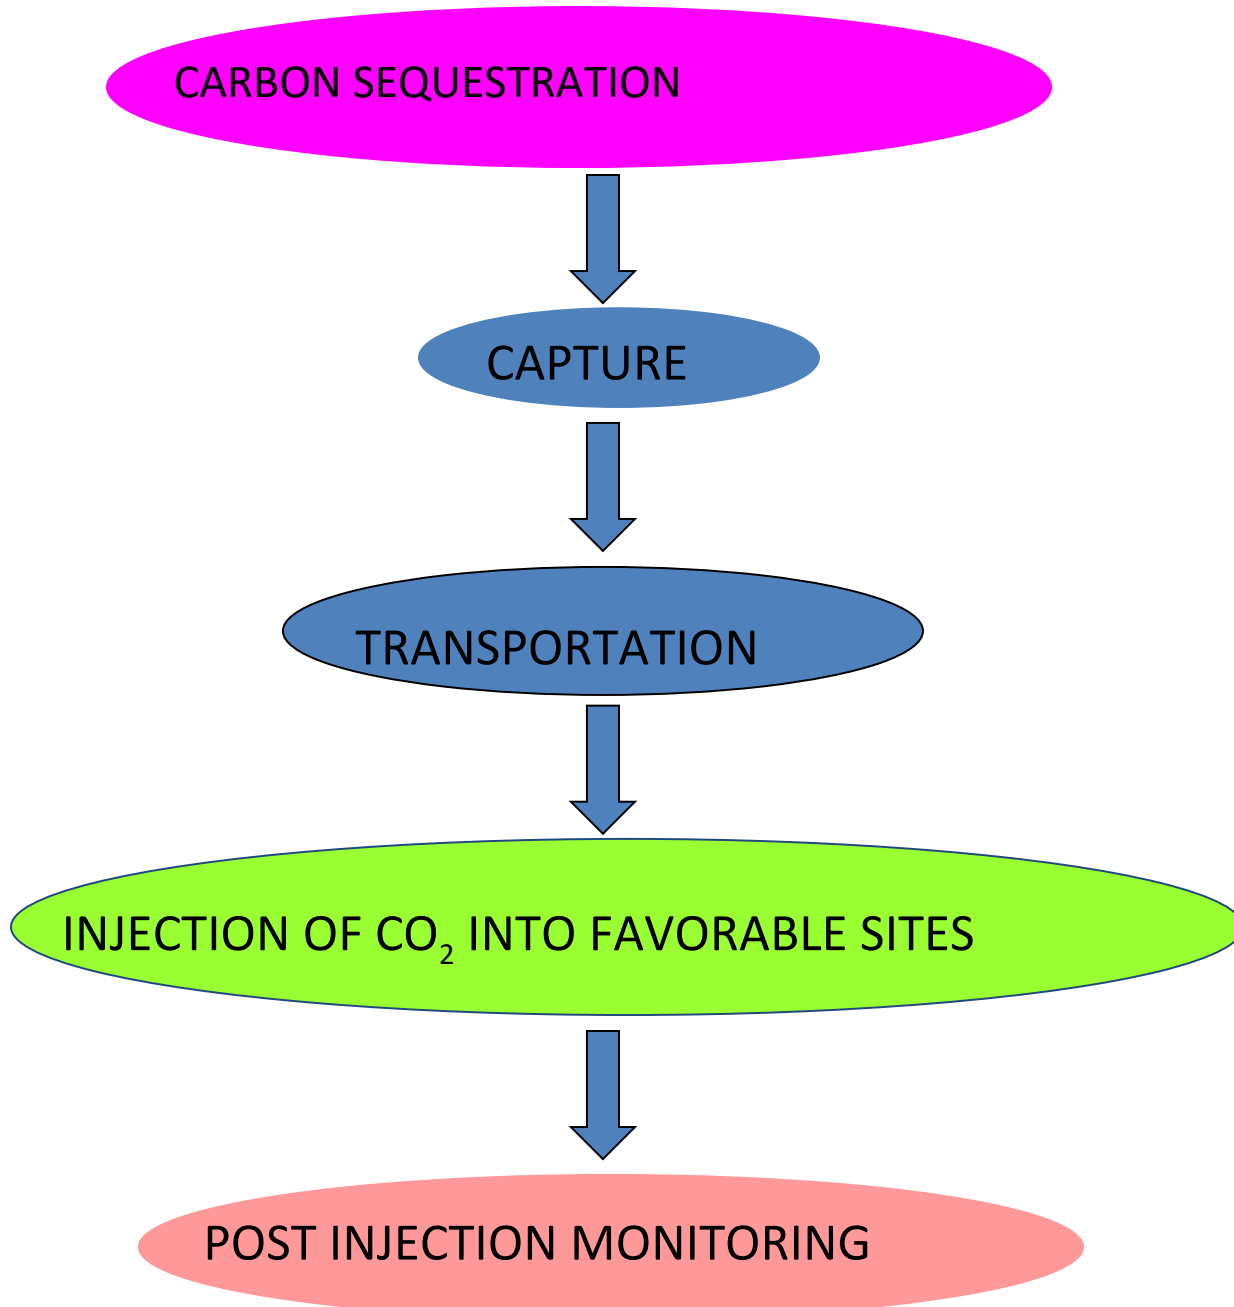 CARBON SEQUESTRATION
CAPTURE
TRANSPORTATION
INJECTION OF CO₂ INTO FAVORABLE SITES
POST INJECTION MONITORING